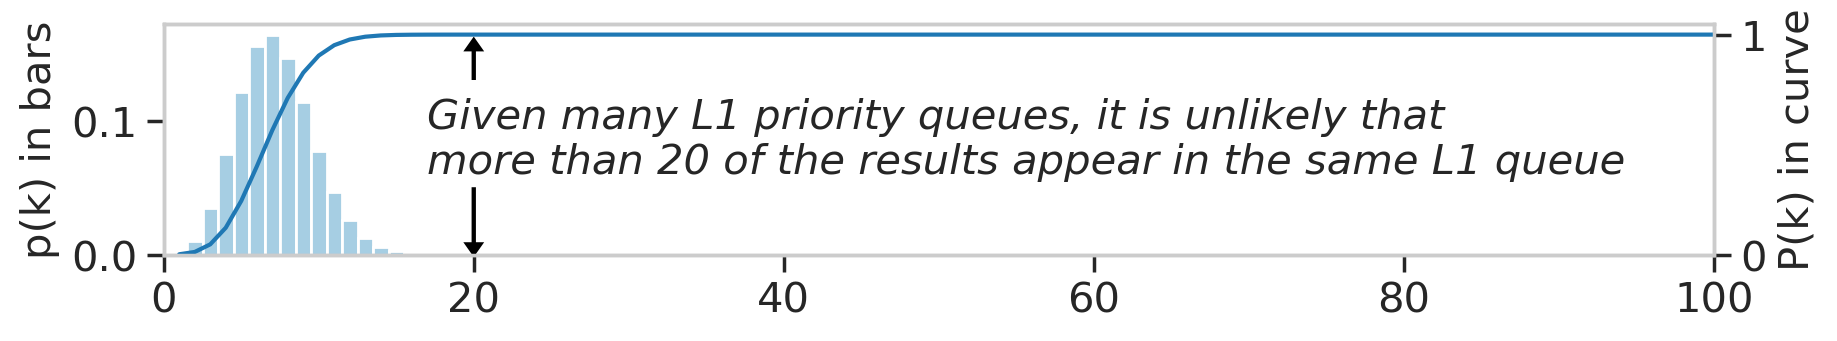 p(k) in bars
0.1
0.0
Given many L1 priority queues, it is unlikely that
more than 20 of the results appear in the same L1 queue
1
0
P(k) in curve
0 20 40 60 80 100